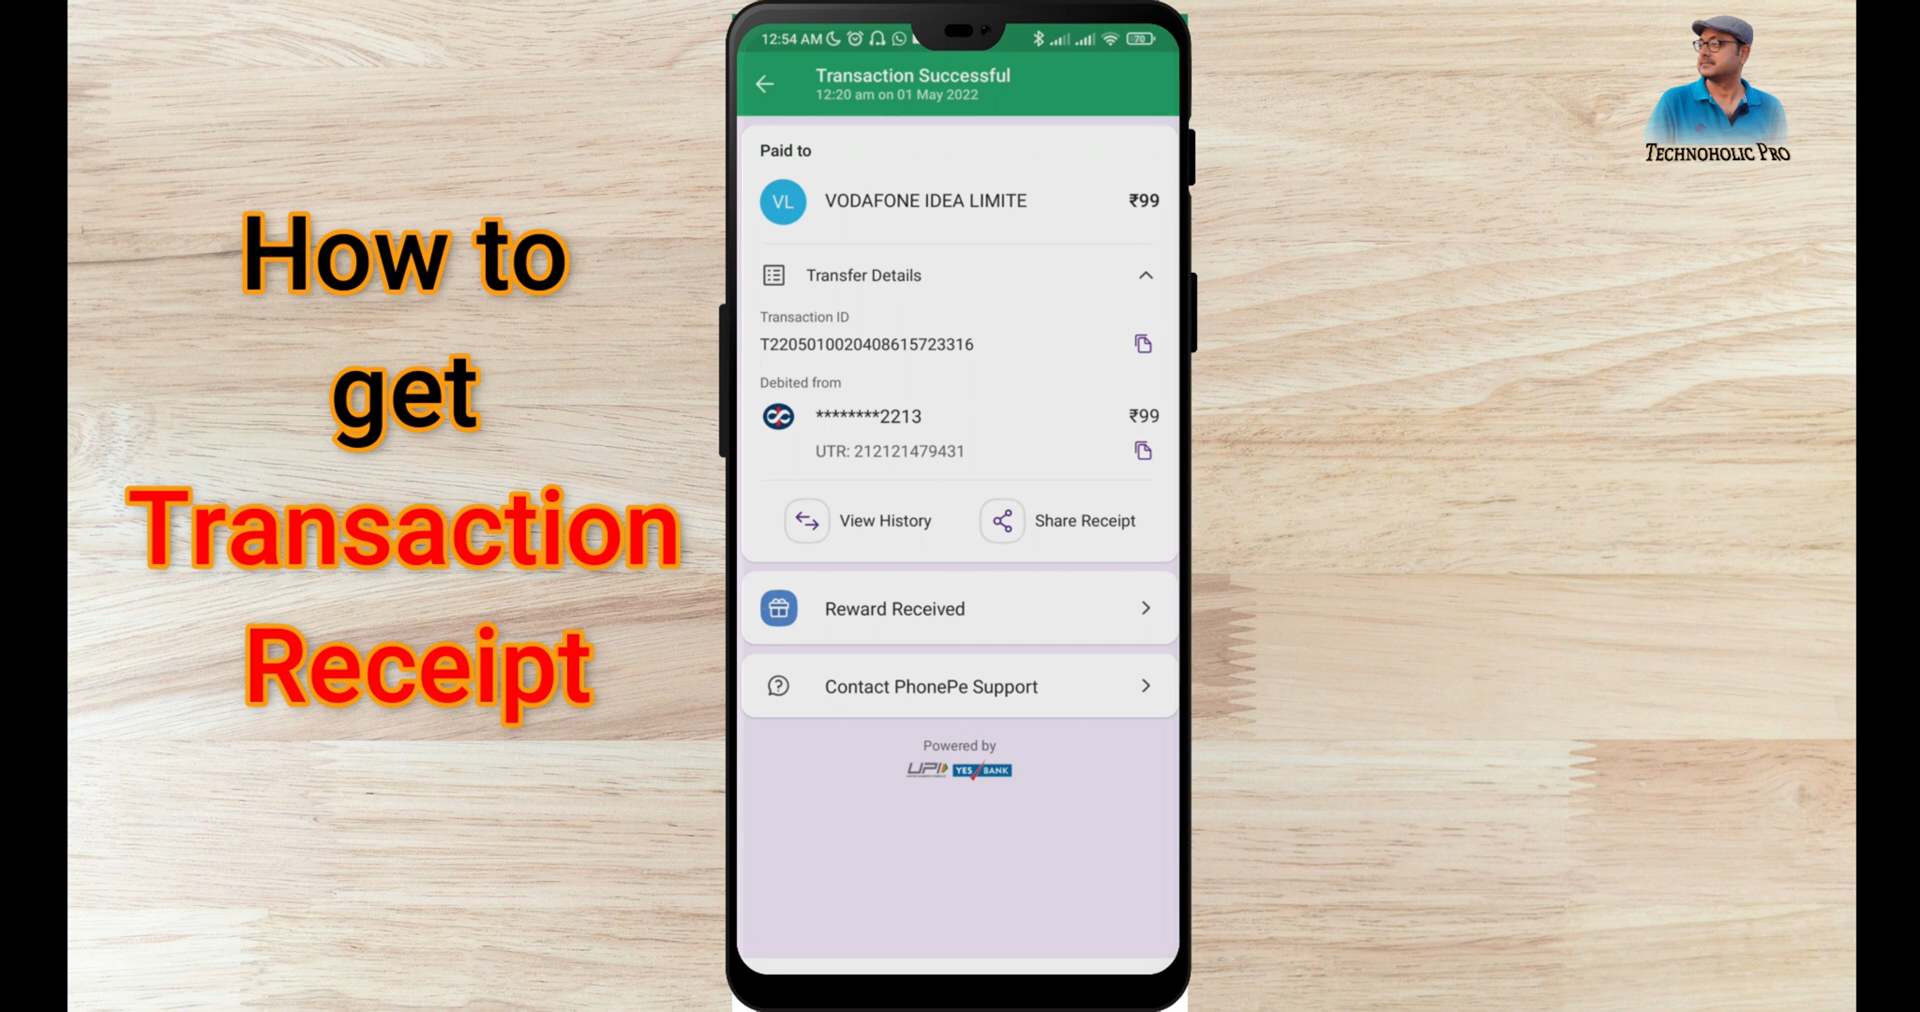 How to
get
Transaction
Receipt
12:54 AM
70
Transaction Successful
12:20 am on 01 May 2022
Paid to
VL
VODAFONE IDEA LIMITE
₹99
Transfer Details
Transaction ID
T2205010020408615723316
Debited from
********2213
₹99
UTR: 212121479431
View History
Share Receipt
Reward Received
Contact PhonePe Support
Powered by
UPI YES BANK
TECHNOHOLIC PRO